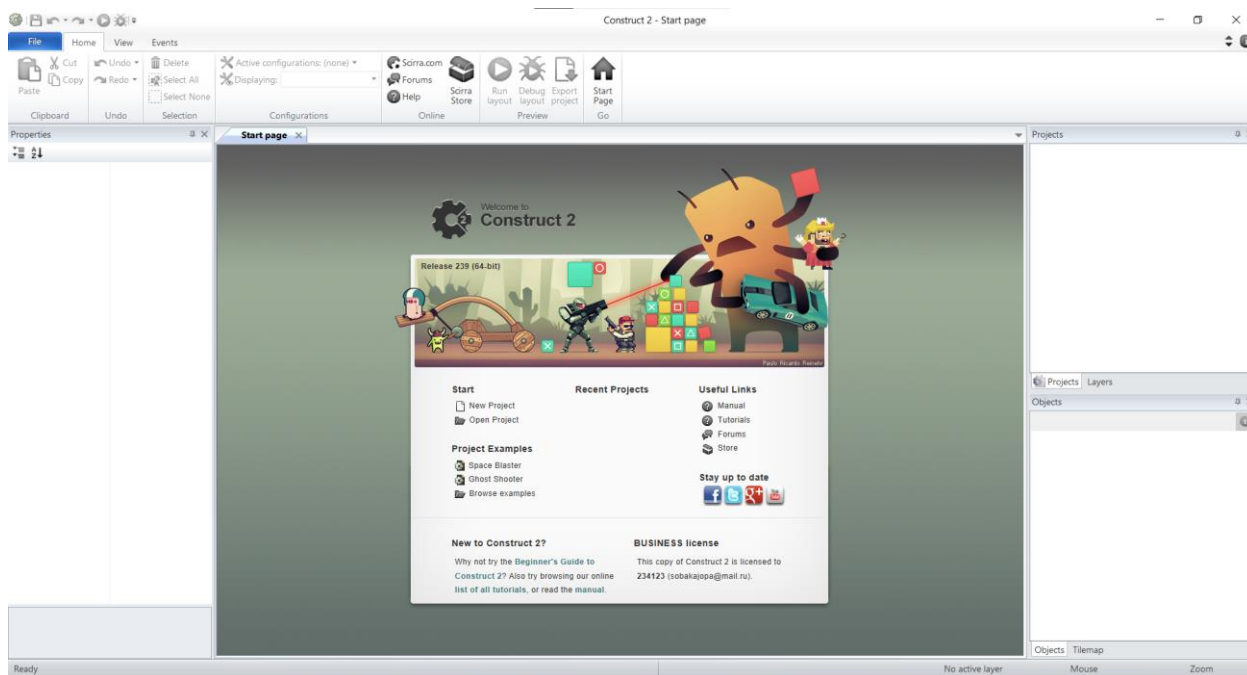 Construct 2 - Start page
File Home View Events
Paste
Cut
Copy
Clipboard
Undo
Redo
Undo
Delete
Select All
Select None
Selection
Active configurations: (none)
Displaying:
Configurations
Scirra.com
Forums
Help
Scirra Store
Online
Run layout
Debug layout
Export project
Preview
Start Page
Go
Properties
Start page
Projects
Welcome to
Construct 2
Release 239 (64-bit)
Paulo Ricardo Reinehr
Start
New Project
Open Project
Project Examples
Space Blaster
Ghost Shooter
Browse examples
Recent Projects
Useful Links
Manual
Tutorials
Forums
Store
Stay up to date
New to Construct 2?
Why not try the Beginner's Guide to
Construct 2? Also try browsing our online
list of all tutorials, or read the manual.
BUSINESS license
This copy of Construct 2 is licensed to
234123 (sobakajopa@mail.ru).
Projects Layers
Objects
Objects Tilemap
Ready
No active layer Mouse Zoom